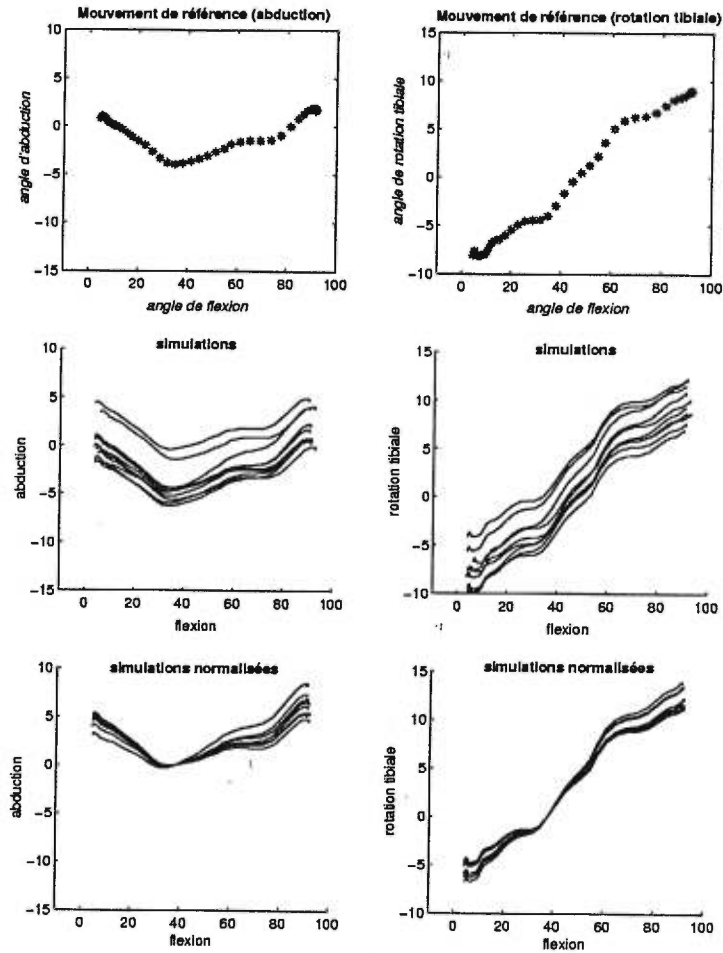 Mouvement de référence (abduction)
10
5
0
−5
−10
−15
angle d'abduction
0 20 40 60 80 100
angle de flexion
Mouvement de référence (rotation tibiale)
15
10
5
0
−5
−10
angle de rotation tibiale
0 20 40 60 80 100
angle de flexion
simulations
10
5
0
−5
−10
−15
abduction
0 20 40 60 80 100
flexion
simulations
15
10
5
0
−5
−10
rotation tibiale
0 20 40 60 80 100
flexion
simulations normalisées
10
5
0
−5
−10
−15
abduction
0 20 40 60 80 100
flexion
simulations normalisées
15
10
5
0
−5
−10
rotation tibiale
0 20 40 60 80 100
flexion